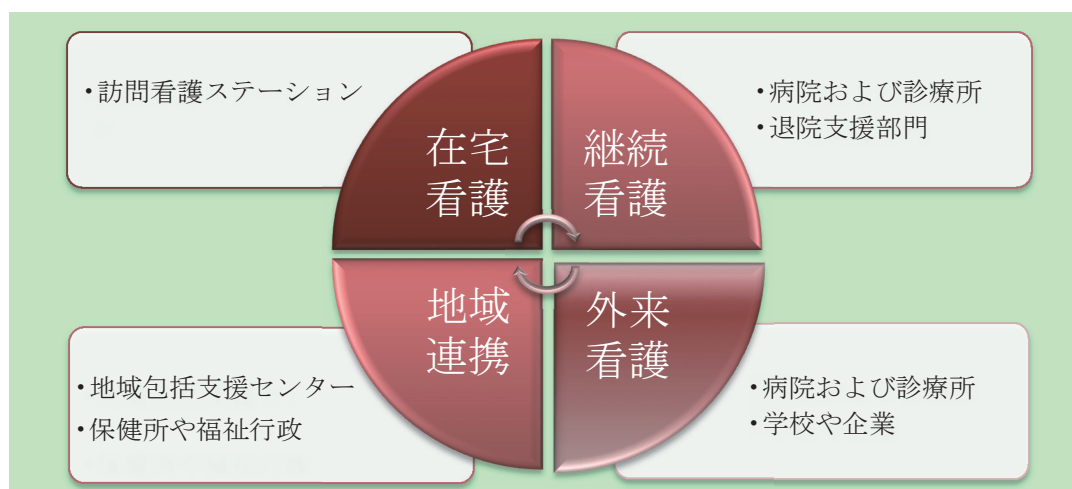 ・訪問看護ステーション
在宅
看護
継続
看護
・病院および診療所
・退院支援部門
・地域包括支援センター
・保健所や福祉行政
地域
連携
外来
看護
・病院および診療所
・学校や企業